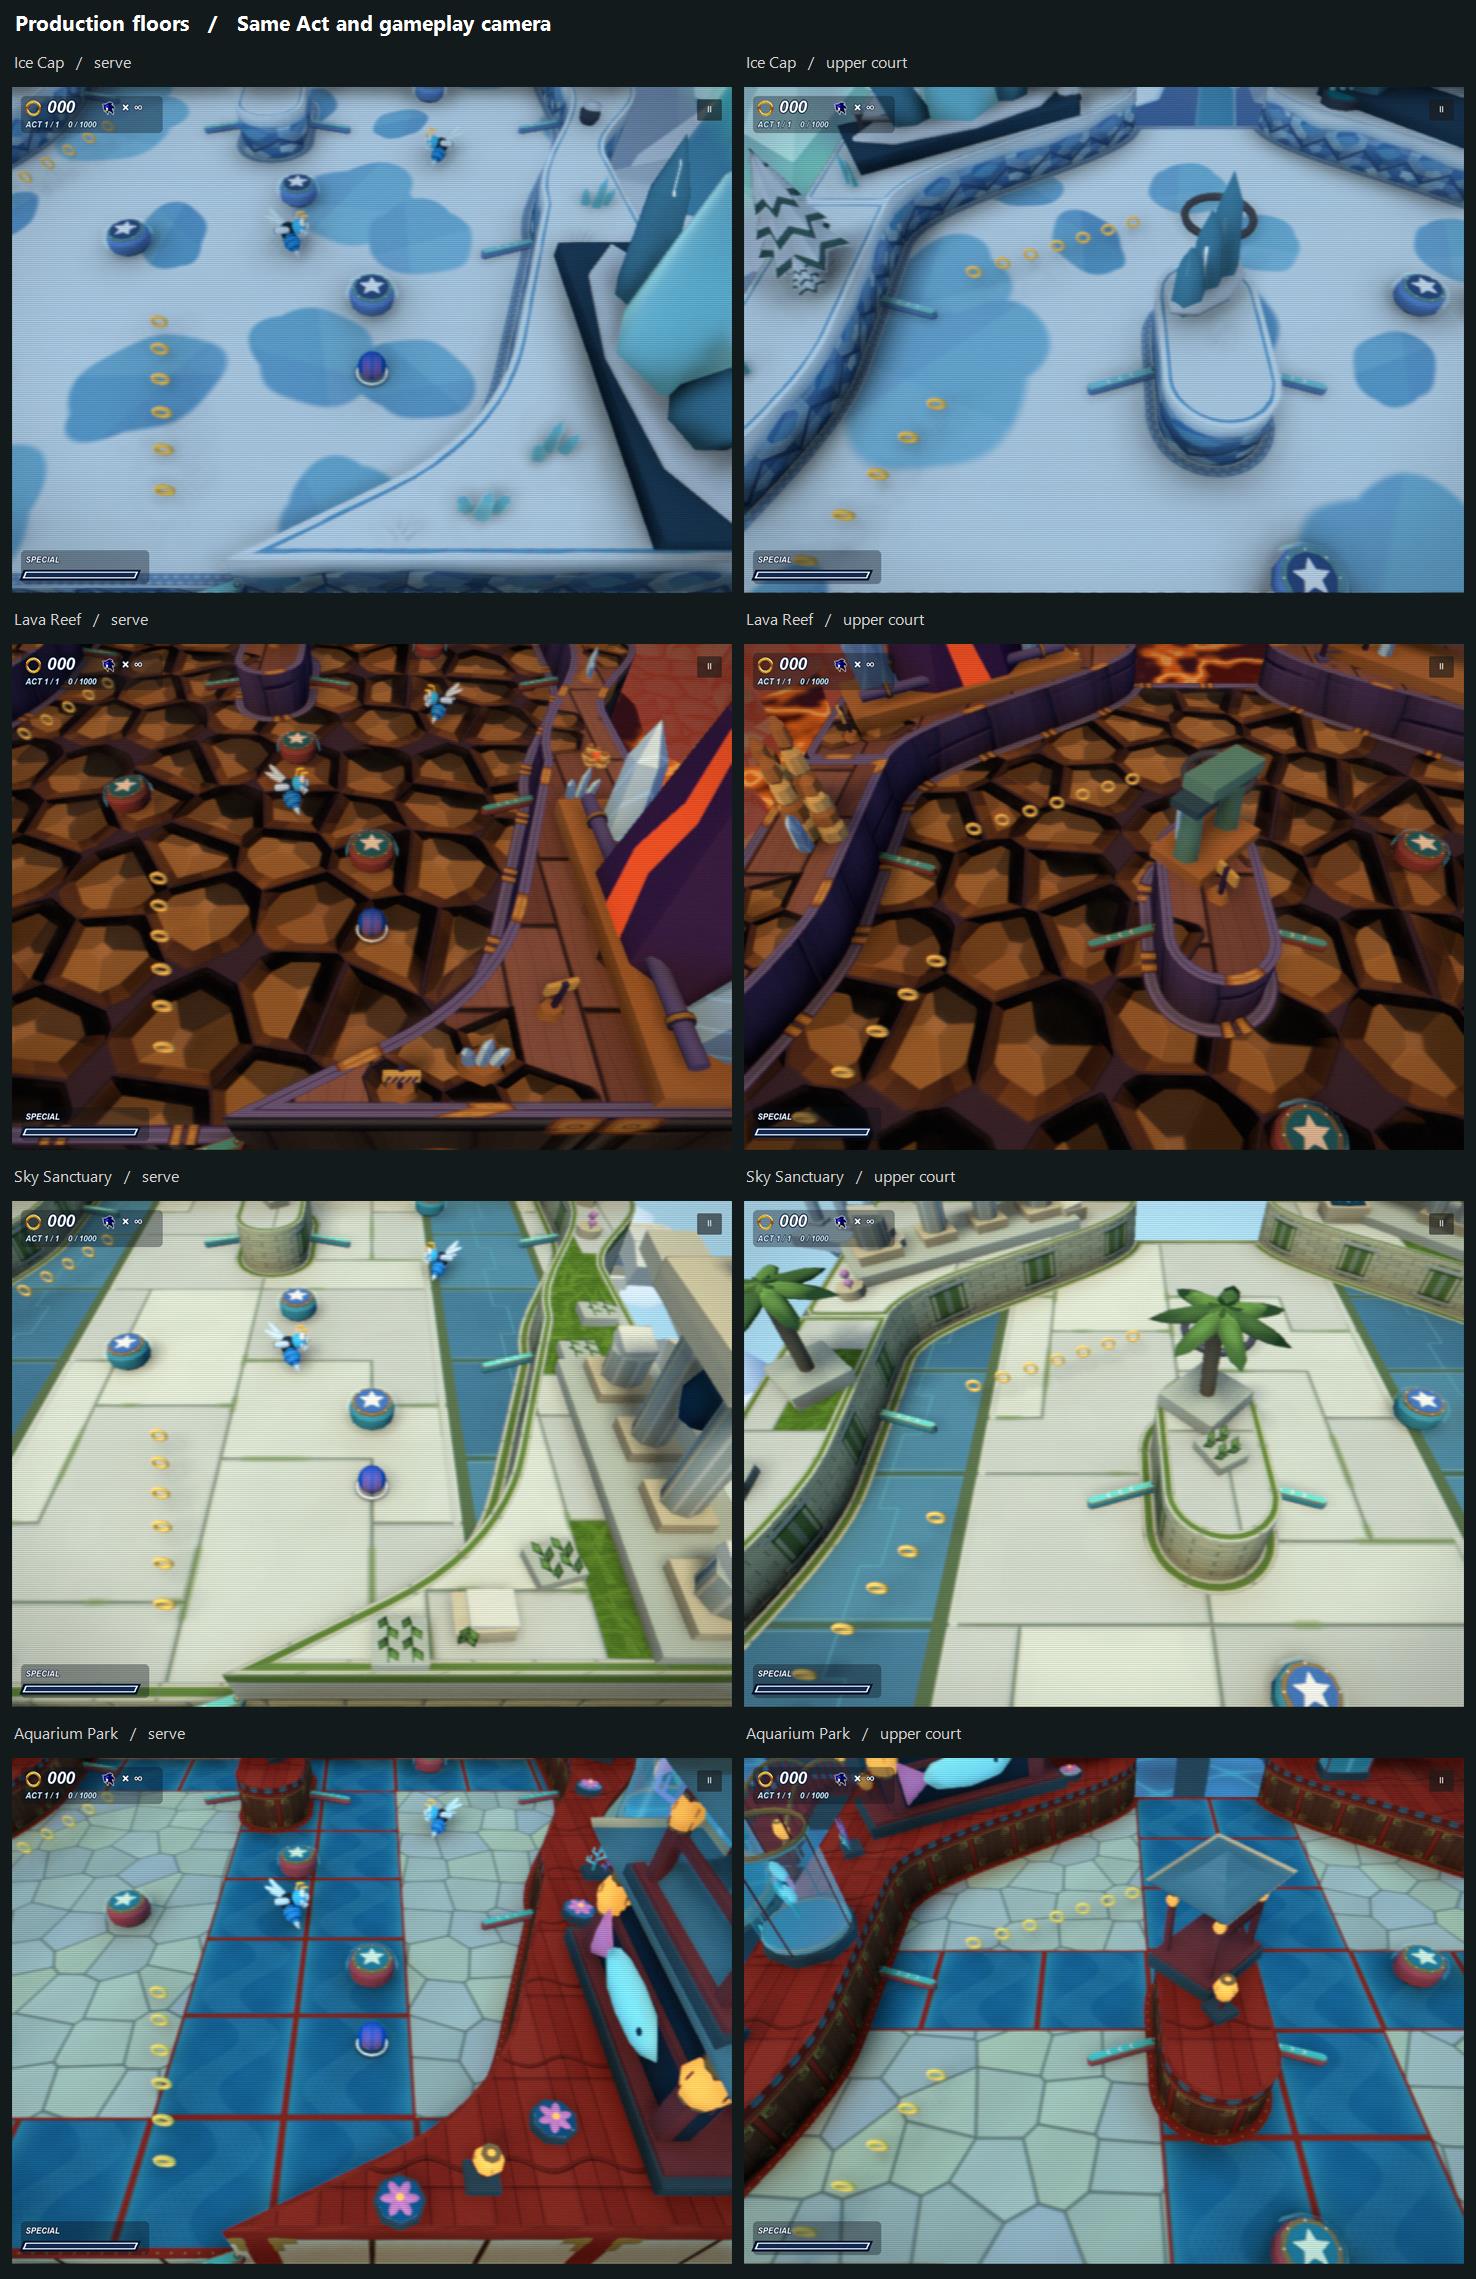 Production floors / Same Act and gameplay camera
Ice Cap / serve
Ice Cap / upper court
000 × ∞
ACT 1 / 1 0 / 1000
SPECIAL
000 × ∞
ACT 1 / 1 0 / 1000
SPECIAL
Lava Reef / serve
Lava Reef / upper court
000 × ∞
ACT 1 / 1 0 / 1000
SPECIAL
000 × ∞
ACT 1 / 1 0 / 1000
SPECIAL
Sky Sanctuary / serve
Sky Sanctuary / upper court
000 × ∞
ACT 1 / 1 0 / 1000
SPECIAL
000 × ∞
ACT 1 / 1 0 / 1000
SPECIAL
Aquarium Park / serve
Aquarium Park / upper court
000 × ∞
ACT 1 / 1 0 / 1000
SPECIAL
000 × ∞
ACT 1 / 1 0 / 1000
SPECIAL